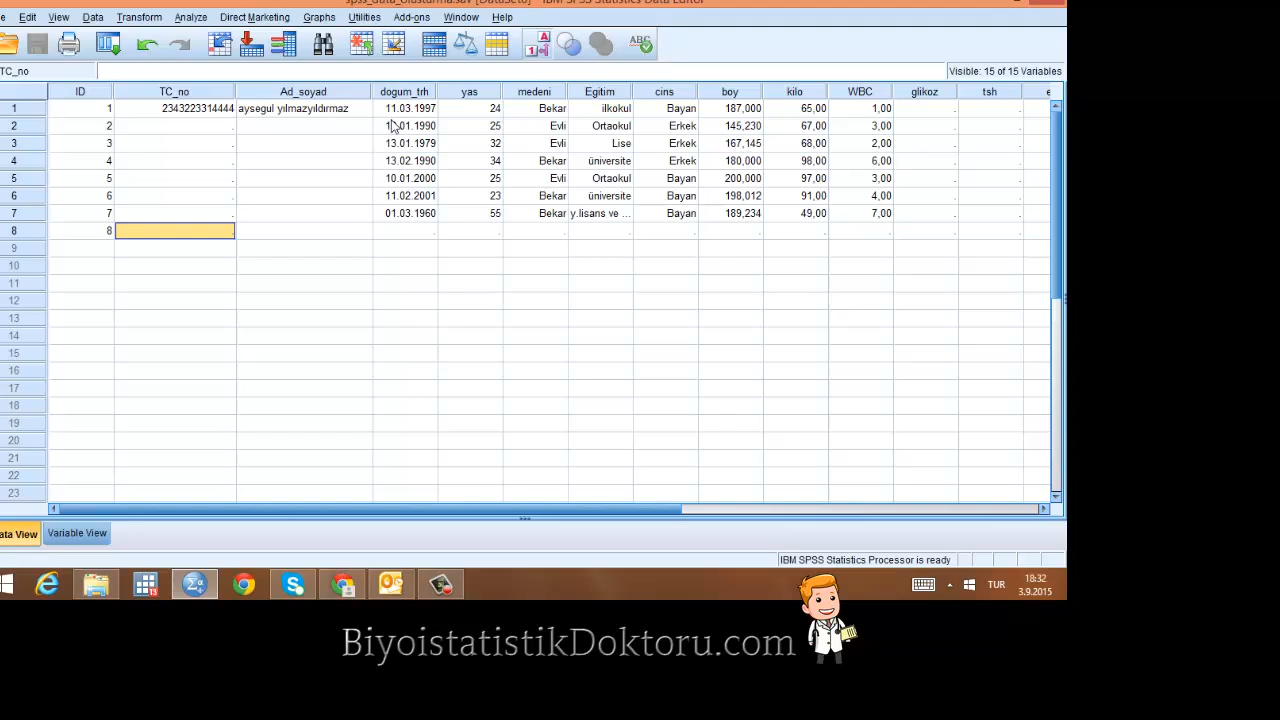 Edit View Data Transform Analyze Direct Marketing Graphs Utilities Add-ons Window Help
TC_no Visible: 15 of 15 Variables
ID TC_no Ad_soyad dogum_trh yas medeni Egitim cins boy kilo WBC glikoz tsh e
1 1 2343223314444 aysegul yılmazyıldırmaz 11.03.1997 24 Bekar ilkokul Bayan 187,000 65,00 1,00 . .
2 2 . .01.1990 25 Evli Ortaokul Erkek 145,230 67,00 3,00 . .
3 3 . 13.01.1979 32 Evli Lise Erkek 167,145 68,00 2,00 . .
4 4 . 13.02.1990 34 Bekar üniversite Erkek 180,000 98,00 6,00 . .
5 5 . 10.01.2000 25 Evli Ortaokul Bayan 200,000 97,00 3,00 . .
6 6 . 11.02.2001 23 Bekar üniversite Bayan 198,012 91,00 4,00 . .
7 7 . 01.03.1960 55 Bekar y.lisans ve ... Bayan 189,234 49,00 7,00 . .
8 8 . . . . . . . . . . .
9
10
11
12
13
14
15
16
17
18
19
20
21
22
23
ata View Variable View
IBM SPSS Statistics Processor is ready
TUR 18:32
3.9.2015
BiyoistatistikDoktoru.com